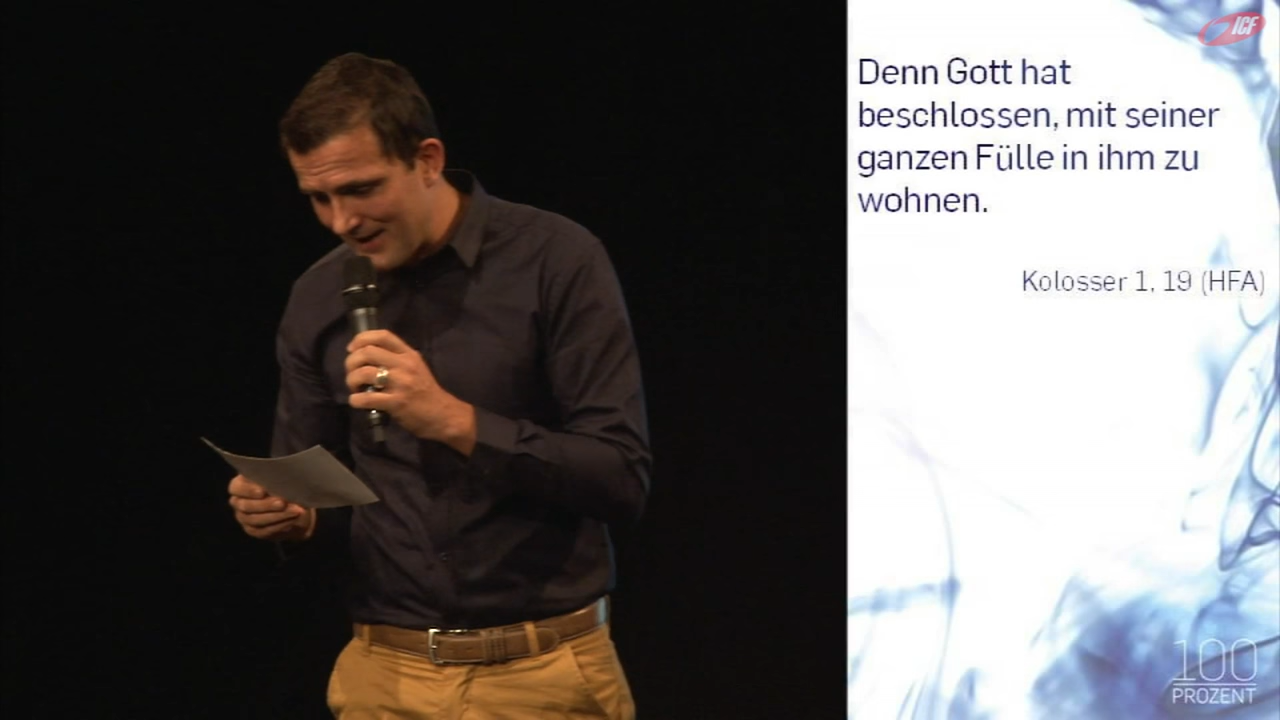 ICF
Denn Gott hat
beschlossen, mit seiner
ganzen Fülle in ihm zu
wohnen.
Kolosser 1, 19 (HFA)
100
PROZENT